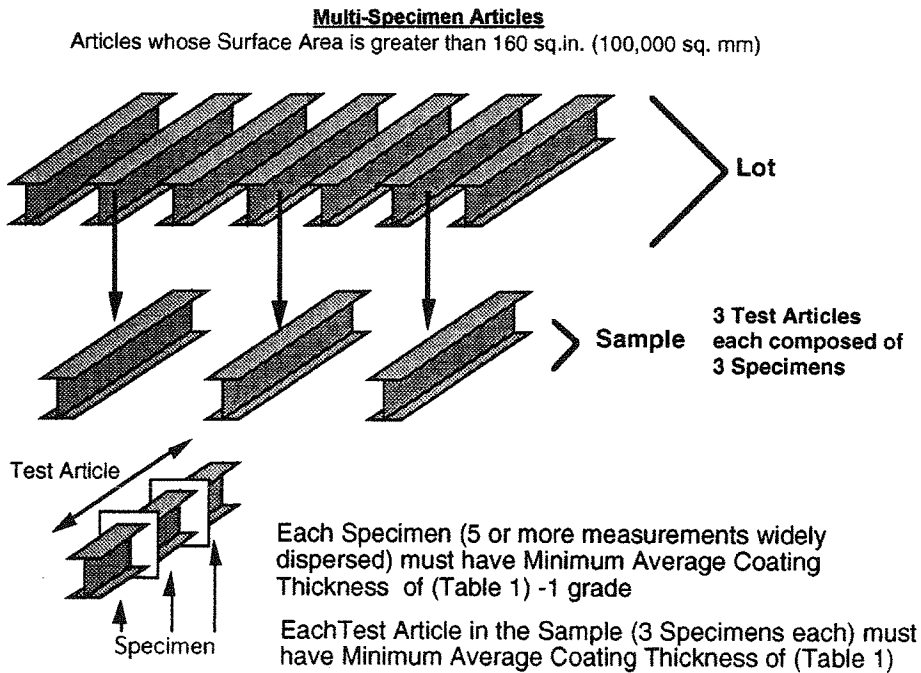 Multi-Specimen Articles
Articles whose Surface Area is greater than 160 sq.in. (100,000 sq. mm)
Lot
Sample
3 Test Articles
each composed of
3 Specimens
Test Article
Each Specimen (5 or more measurements widely
dispersed) must have Minimum Average Coating
Thickness of (Table 1) -1 grade
Specimen
EachTest Article in the Sample (3 Specimens each) must
have Minimum Average Coating Thickness of (Table 1)